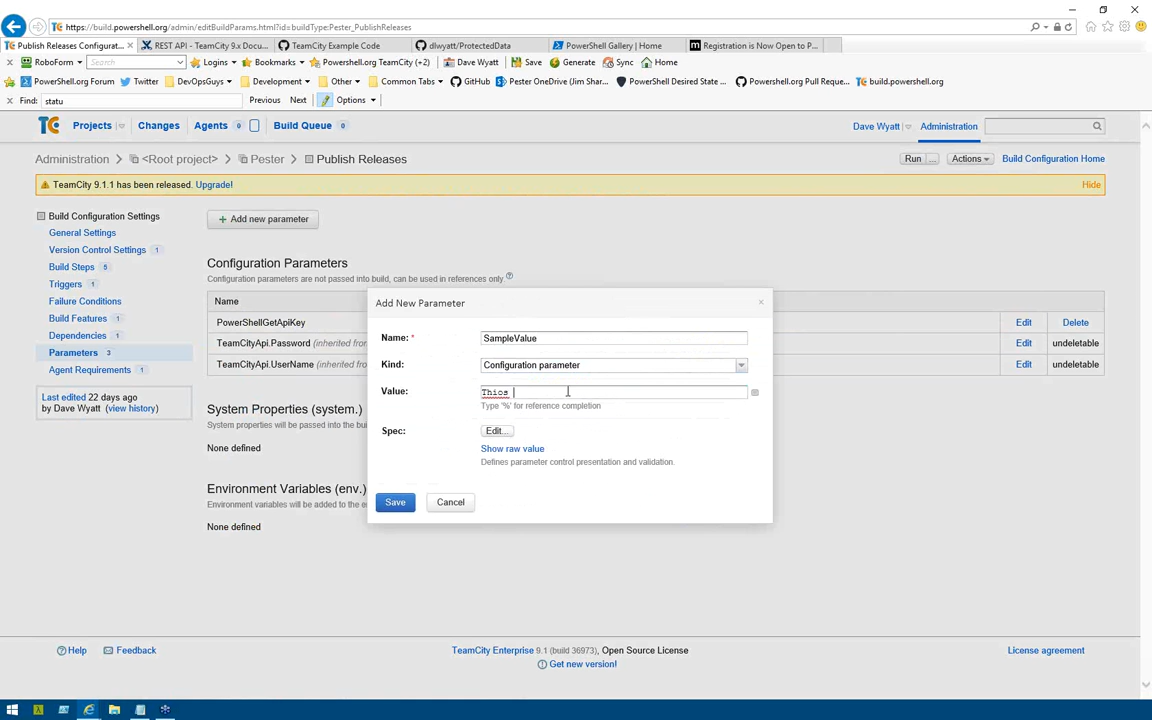 https://build.powershell.org/admin/editBuildParams.html?id=buildType:Pester_PublishReleases
Publish Releases Configurat... × REST API - TeamCity 9.x Docu... TeamCity Example Code dlwyatt/ProtectedData PowerShell Gallery | Home Registration is Now Open to P...
× RoboForm Search Logins Bookmarks Powershell.org TeamCity (+2) Dave Wyatt Save Generate Sync Home
PowerShell.org Forum Twitter DevOpsGuys Development Other Common Tabs GitHub Pester OneDrive (Jim Shar... PowerShell Desired State ... Powershell.org Pull Reque... build.powershell.org
× Find: statu Previous Next Options
TC Projects Changes Agents 0 Build Queue 0 Dave Wyatt Administration
Administration > <Root project> > Pester > Publish Releases Run ... Actions Build Configuration Home
TeamCity 9.1.1 has been released. Upgrade! Hide
Build Configuration Settings
General Settings
Version Control Settings 1
Build Steps 5
Triggers 1
Failure Conditions
Build Features 1
Dependencies 1
Parameters 3
Agent Requirements 1
Last edited 22 days ago
by Dave Wyatt (view history)
+ Add new parameter
Configuration Parameters
Configuration parameters are not passed into build, can be used in references only.
Name
PowerShellGetApiKey Edit Delete
TeamCityApi.Password (inherited from Edit undeletable
TeamCityApi.UserName (inherited from Edit undeletable
System Properties (system.)
System properties will be passed into the bui
None defined
Environment Variables (env.)
Environment variables will be added to the e
None defined
Add New Parameter ×
Name: * SampleValue
Kind: Configuration parameter
Value: Thios
Type '%' for reference completion
Spec: Edit...
Show raw value
Defines parameter control presentation and validation.
Save Cancel
Help Feedback TeamCity Enterprise 9.1 (build 36973), Open Source License License agreement
Get new version!